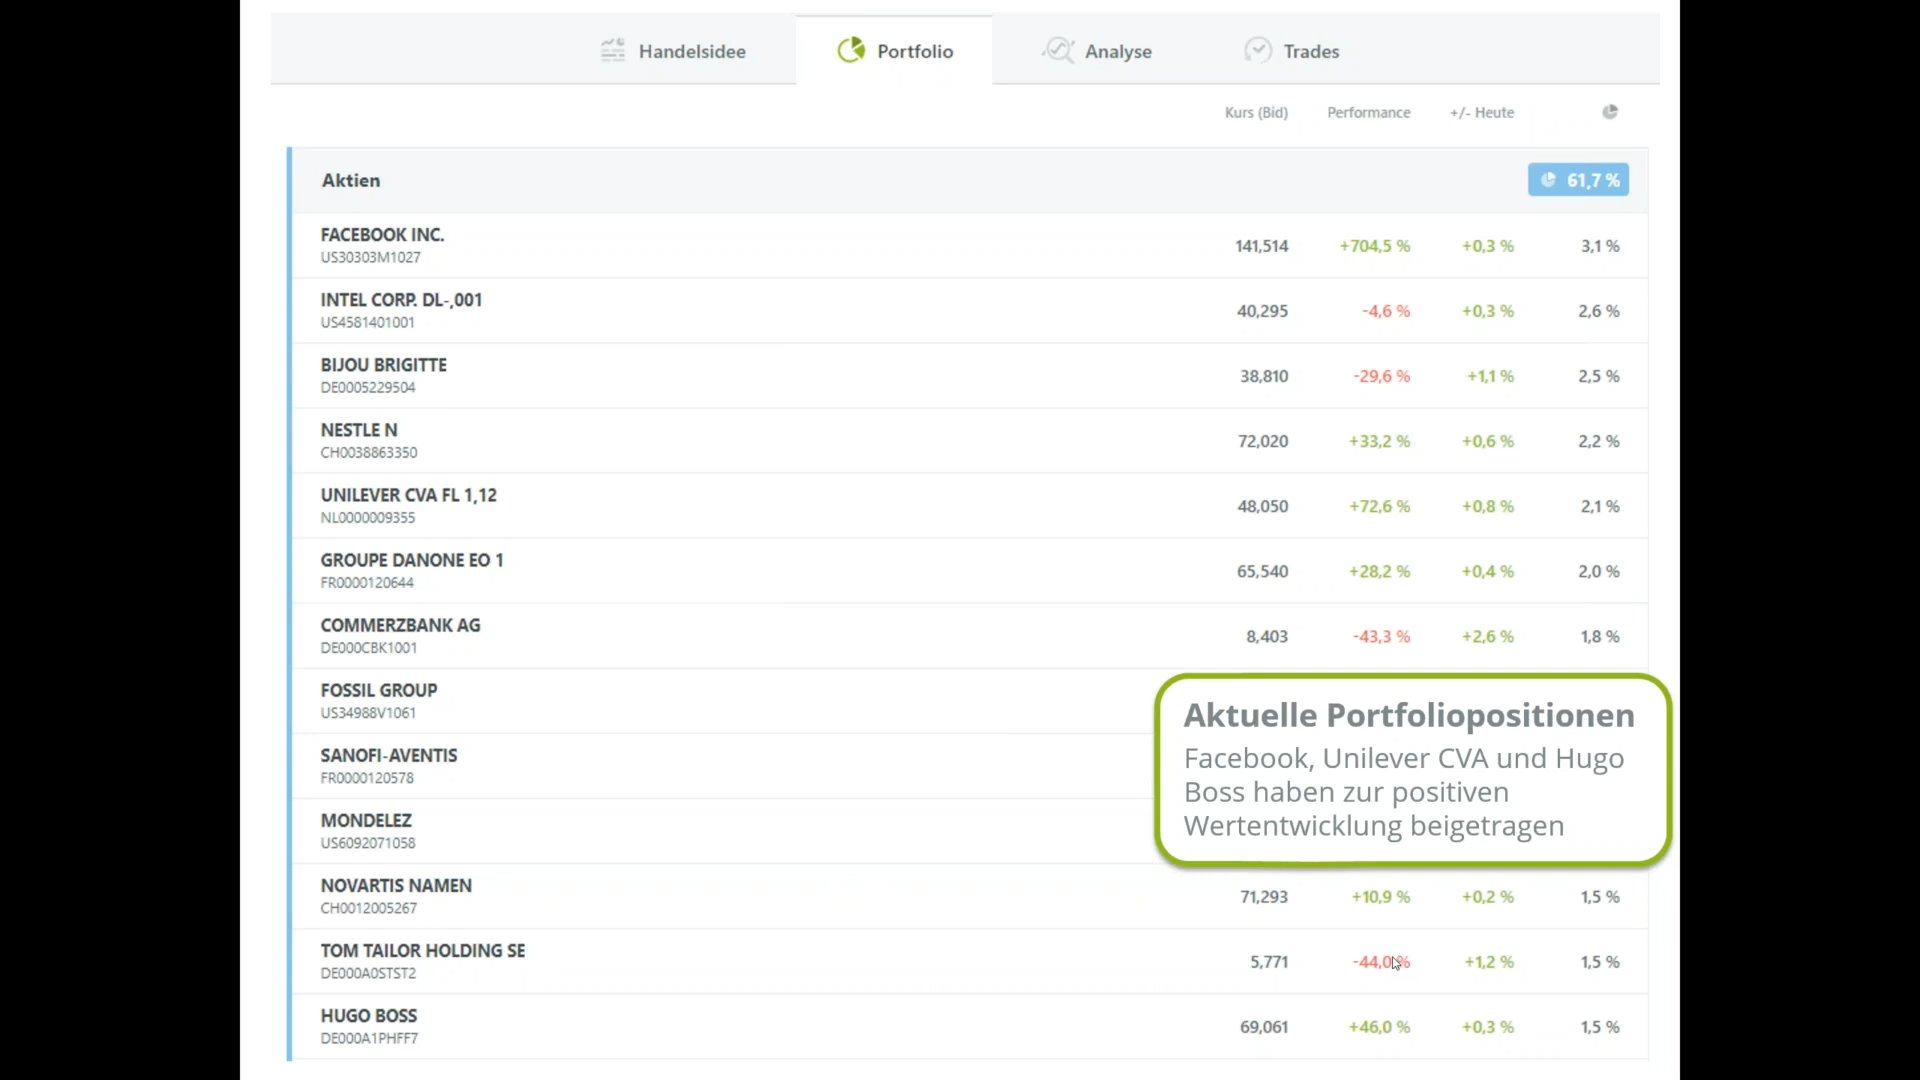 Handelsidee Portfolio Analyse Trades
Kurs (Bid) Performance +/- Heute
Aktien 61,7 %
FACEBOOK INC. 141,514 +704,5 % +0,3 % 3,1 %
US30303M1027
INTEL CORP. DL-,001 40,295 -4,6 % +0,3 % 2,6 %
US4581401001
BIJOU BRIGITTE 38,810 -29,6 % +1,1 % 2,5 %
DE0005229504
NESTLE N 72,020 +33,2 % +0,6 % 2,2 %
CH0038863350
UNILEVER CVA FL 1,12 48,050 +72,6 % +0,8 % 2,1 %
NL0000009355
GROUPE DANONE EO 1 65,540 +28,2 % +0,4 % 2,0 %
FR0000120644
COMMERZBANK AG 8,403 -43,3 % +2,6 % 1,8 %
DE000CBK1001
FOSSIL GROUP
US34988V1061
SANOFI-AVENTIS
FR0000120578
MONDELEZ
US6092071058
Aktuelle Portfoliopositionen
Facebook, Unilever CVA und Hugo
Boss haben zur positiven
Wertentwicklung beigetragen
NOVARTIS NAMEN 71,293 +10,9 % +0,2 % 1,5 %
CH0012005267
TOM TAILOR HOLDING SE 5,771 -44,0 % +1,2 % 1,5 %
DE000A0STST2
HUGO BOSS 69,061 +46,0 % +0,3 % 1,5 %
DE000A1PHFF7